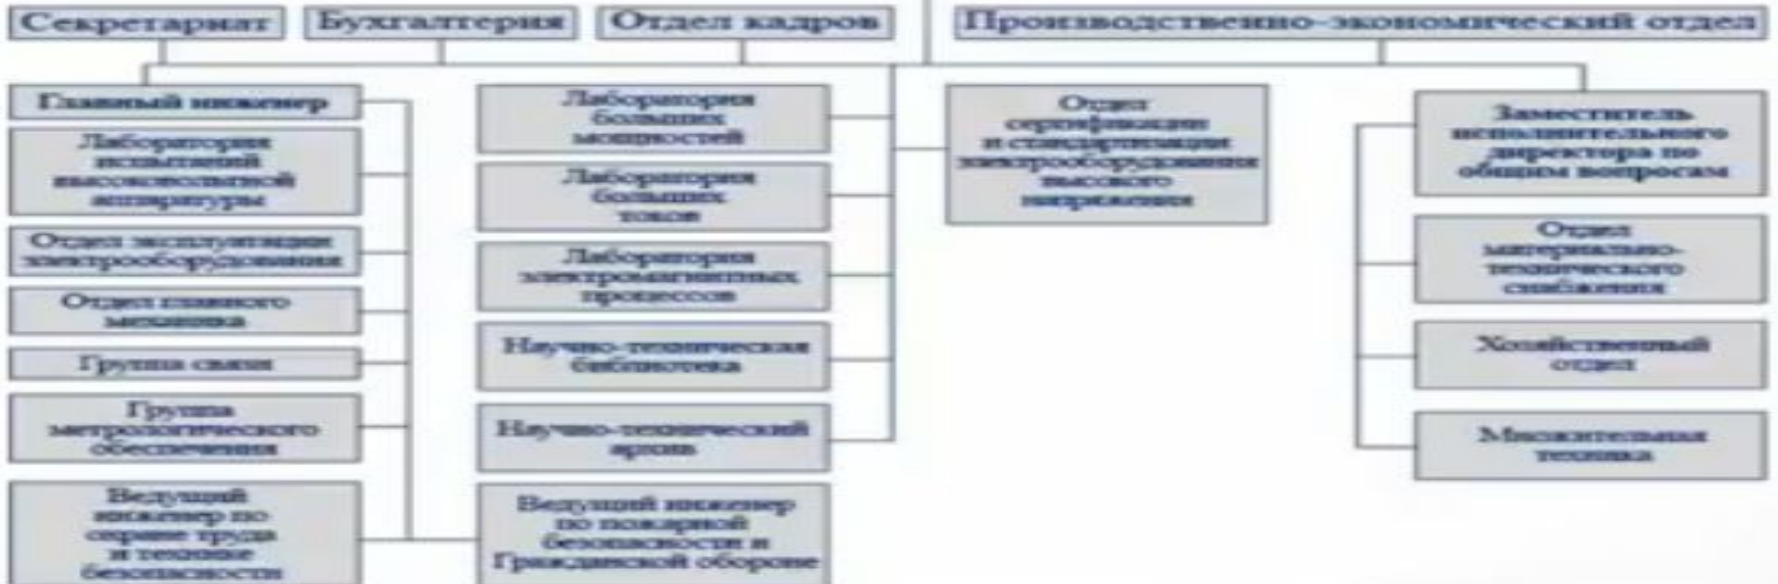 Секретариат
Бухгалтерия
Отдел кадров
Производственно-экономический отдел
Главный инженер
Лаборатория
испытаний
высоковольтной
аппаратуры
Отдел эксплуатации
электрооборудования
Отдел главного
механика
Группа связи
Группа
метрологического
обеспечения
Ведущий
инженер по
охране труда
и технике
безопасности
Лаборатория
больших
мощностей
Лаборатория
больших
токов
Лаборатория
электромагнитных
процессов
Научно-техническая
библиотека
Научно-технический
архив
Ведущий инженер
по пожарной
безопасности и
Гражданской обороне
Отдел
сертификации
и стандартизации
электрооборудования
высокого
напряжения
Заместитель
исполнительного
директора по
общим вопросам
Отдел
материально-
технического
снабжения
Хозяйственный
отдел
Множительная
техника